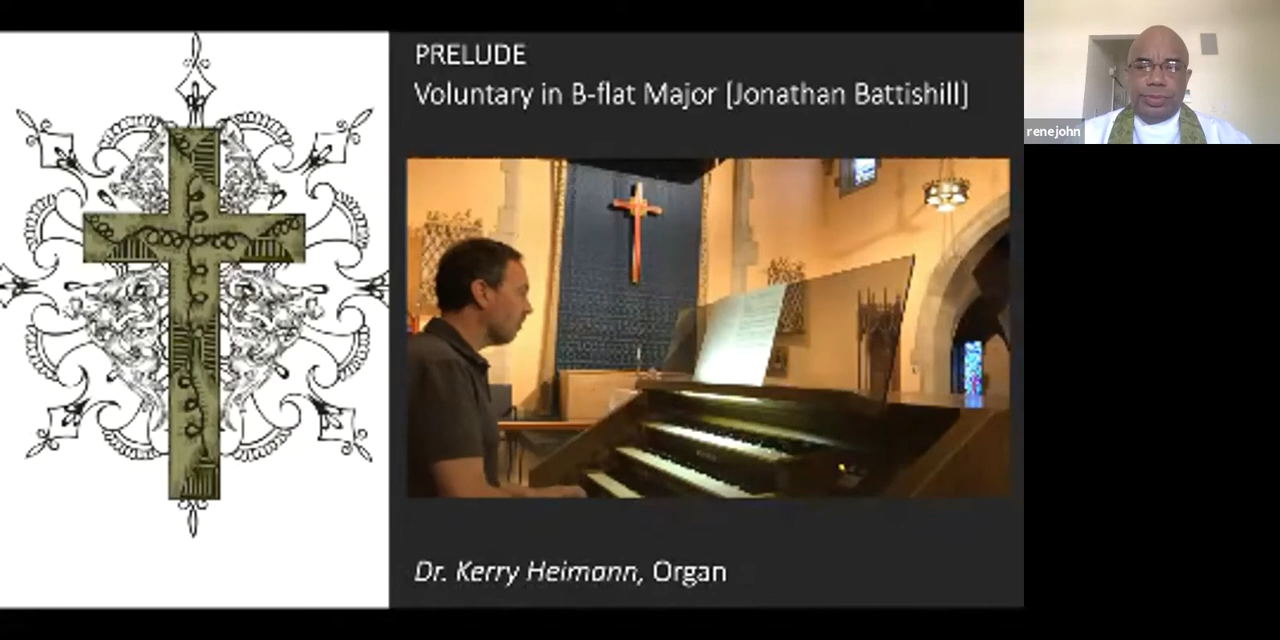 PRELUDE
Voluntary in B-flat Major [Jonathan Battishill]
renejohn
Dr. Kerry Heimann, Organ